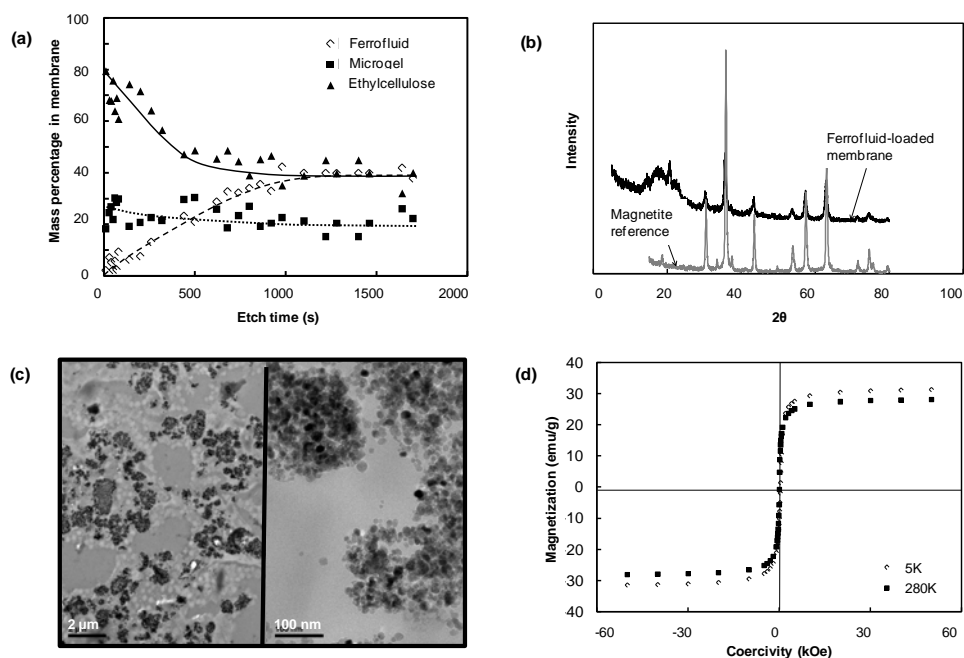 (a)
100
80
60
40
20
0
Mass percentage in membrane
Ferrofluid
Microgel
Ethylcellulose
0 500 1000 1500 2000
Etch time (s)
(b)
Intensity
Ferrofluid-loaded
membrane
Magnetite
reference
0 20 40 60 80 100
2θ
(c)
2 µm
100 nm
(d)
40
30
20
10
0
-10
-20
-30
40
Magnetization (emu/g)
5K
280K
-60 -30 0 30 60
Coercivity (kOe)